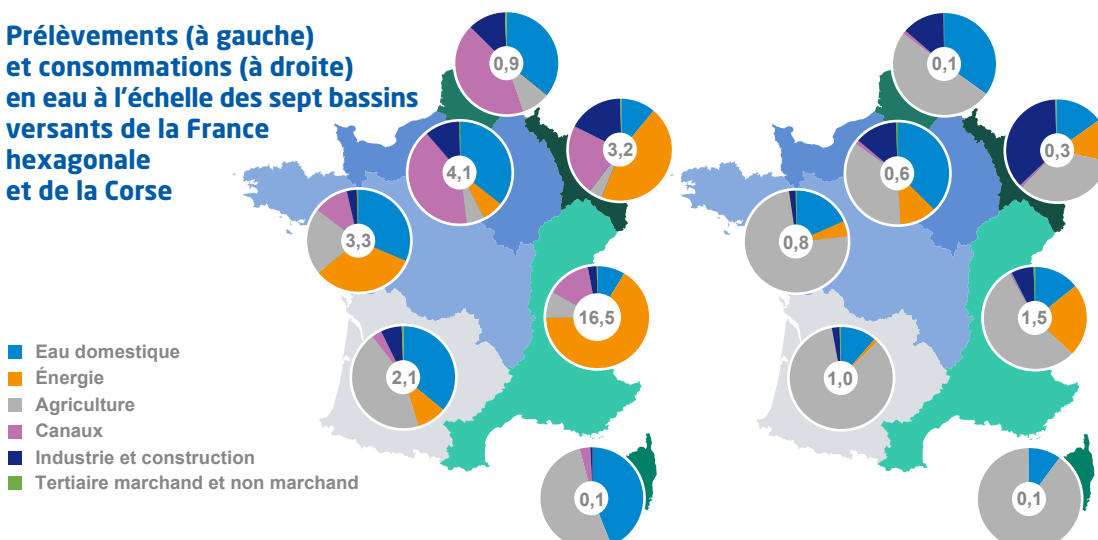 Prélèvements (à gauche)
et consommations (à droite)
en eau à l'échelle des sept bassins
versants de la France
hexagonale
et de la Corse
0,9
3,2
4,1
3,3
16,5
2,1
0,1
0,1
0,3
0,6
0,8
1,5
1,0
0,1
Eau domestique
Énergie
Agriculture
Canaux
Industrie et construction
Tertiaire marchand et non marchand